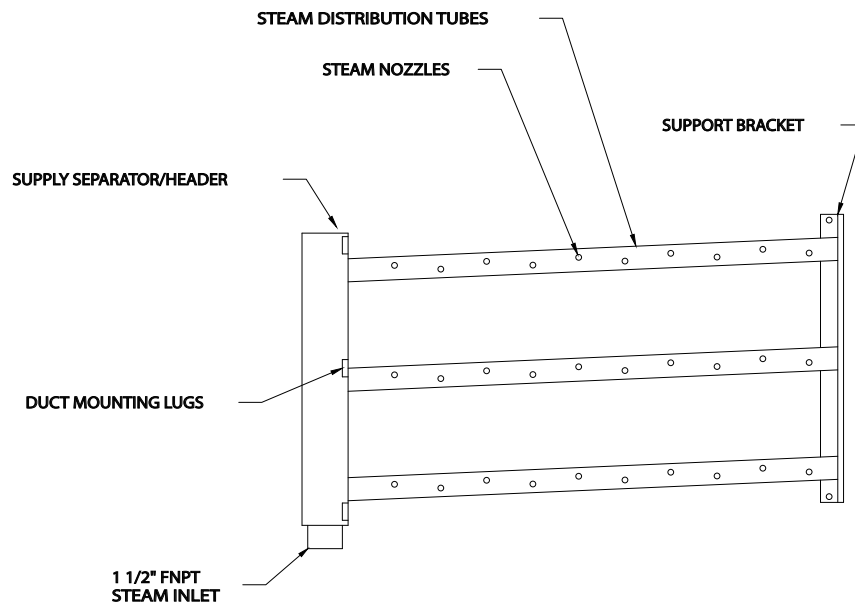 STEAM DISTRIBUTION TUBES
STEAM NOZZLES
SUPPORT BRACKET
SUPPLY SEPARATOR/HEADER
DUCT MOUNTING LUGS
1 1/2" FNPT
STEAM INLET